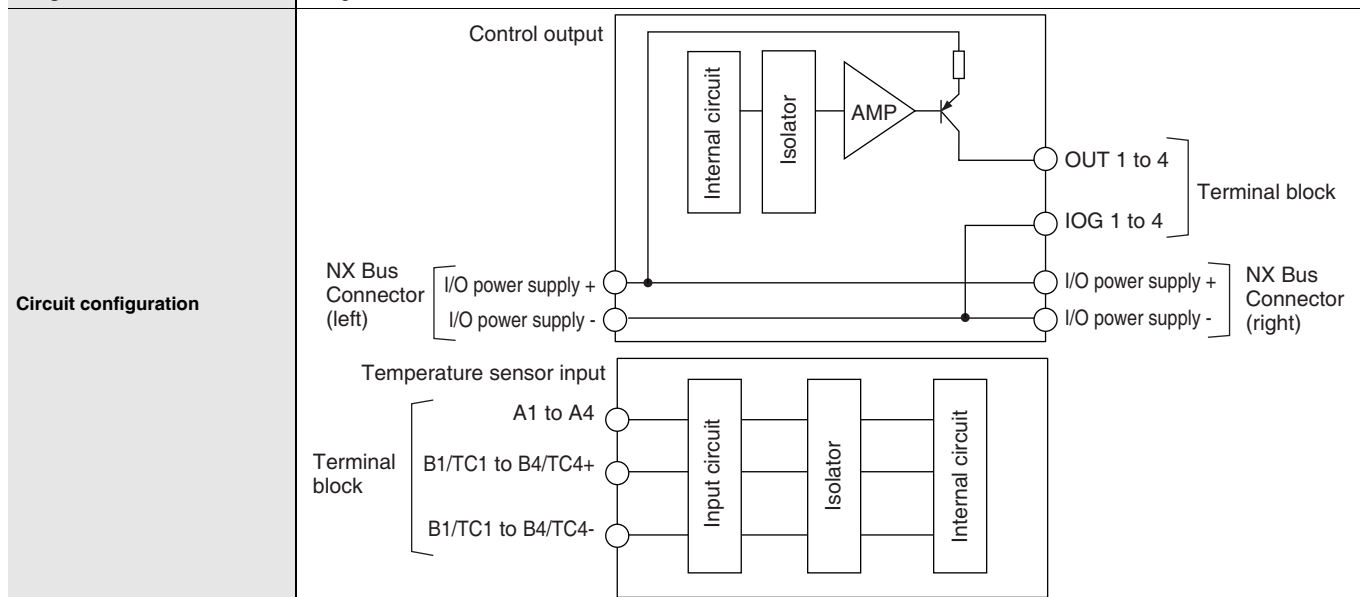 Circuit configuration
Control output
Internal circuit
Isolator
AMP
OUT 1 to 4
IOG 1 to 4
Terminal block
NX Bus
Connector
(left)
I/O power supply +
I/O power supply -
I/O power supply +
I/O power supply -
NX Bus
Connector
(right)
Temperature sensor input
Terminal
block
A1 to A4
B1/TC1 to B4/TC4+
B1/TC1 to B4/TC4-
Input circuit
Isolator
Internal circuit